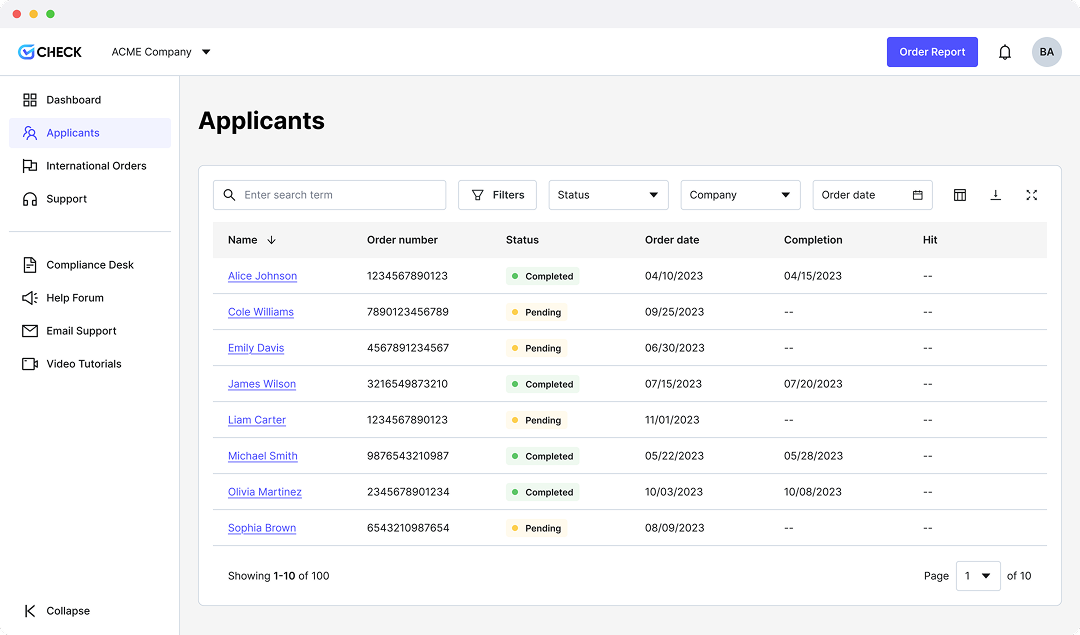 CHECK ACME Company Order Report BA
Dashboard
Applicants
International Orders
Support
Compliance Desk
Help Forum
Email Support
Video Tutorials
Collapse
Applicants
Enter search term Filters Status Company Order date
Name Order number Status Order date Completion Hit
Alice Johnson 1234567890123 Completed 04/10/2023 04/15/2023 --
Cole Williams 7890123456789 Pending 09/25/2023 -- --
Emily Davis 4567891234567 Pending 06/30/2023 -- --
James Wilson 3216549873210 Completed 07/15/2023 07/20/2023 --
Liam Carter 1234567890123 Pending 11/01/2023 -- --
Michael Smith 9876543210987 Completed 05/22/2023 05/28/2023 --
Olivia Martinez 2345678901234 Completed 10/03/2023 10/08/2023 --
Sophia Brown 6543210987654 Pending 08/09/2023 -- --
Showing 1-10 of 100 Page 1 of 10